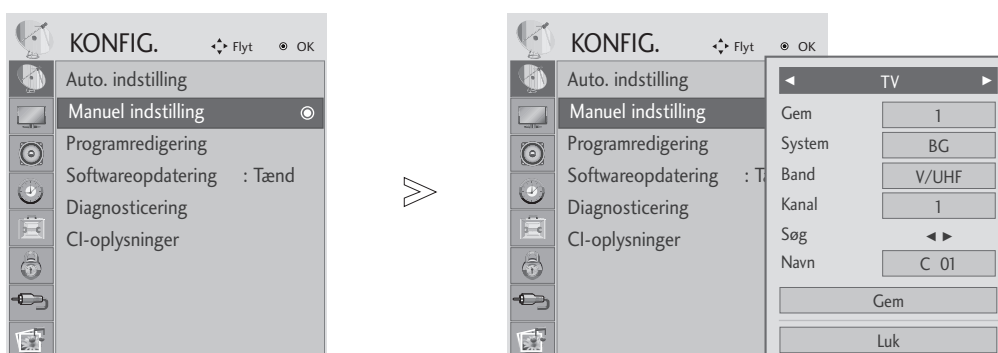 KONFIG. Flyt OK
Auto. indstilling
Manuel indstilling
Programredigering
Softwareopdatering : Tænd
Diagnosticering
CI-oplysninger
KONFIG. Flyt OK
Auto. indstilling
Manuel indstilling
Programredigering
Softwareopdatering : T
Diagnosticering
CI-oplysninger
◄ TV ►
Gem 1
System BG
Band V/UHF
Kanal 1
Søg ◄ ►
Navn C 01
Gem
Luk